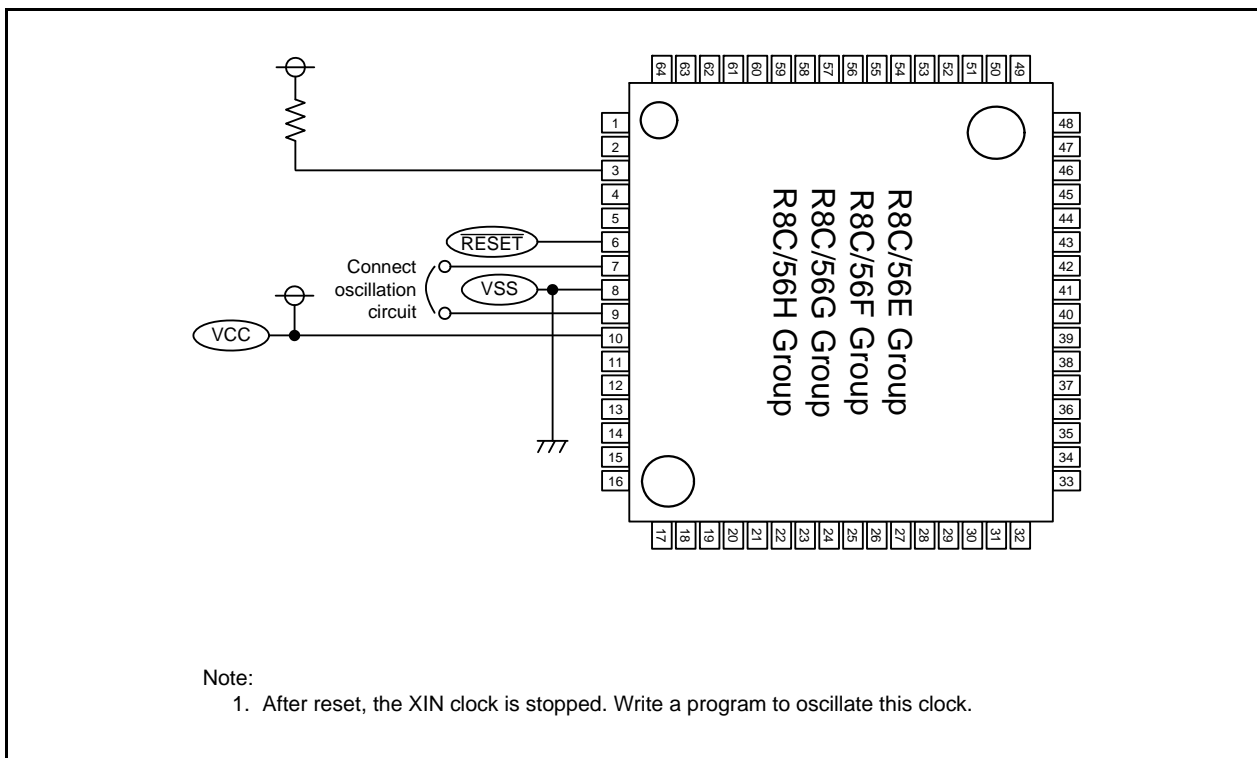 64 63 62 61 60 59 58 57 56 55 54 53 52 51 50 49
1
2
3
4
5
6
7
8
9
10
11
12
13
14
15
16
RESET
Connect
oscillation
circuit
VSS
VCC
R8C/56E Group
R8C/56F Group
R8C/56G Group
R8C/56H Group
48
47
46
45
44
43
42
41
40
39
38
37
36
35
34
33
17 18 19 20 21 22 23 24 25 26 27 28 29 30 31 32
Note:
1. After reset, the XIN clock is stopped. Write a program to oscillate this clock.